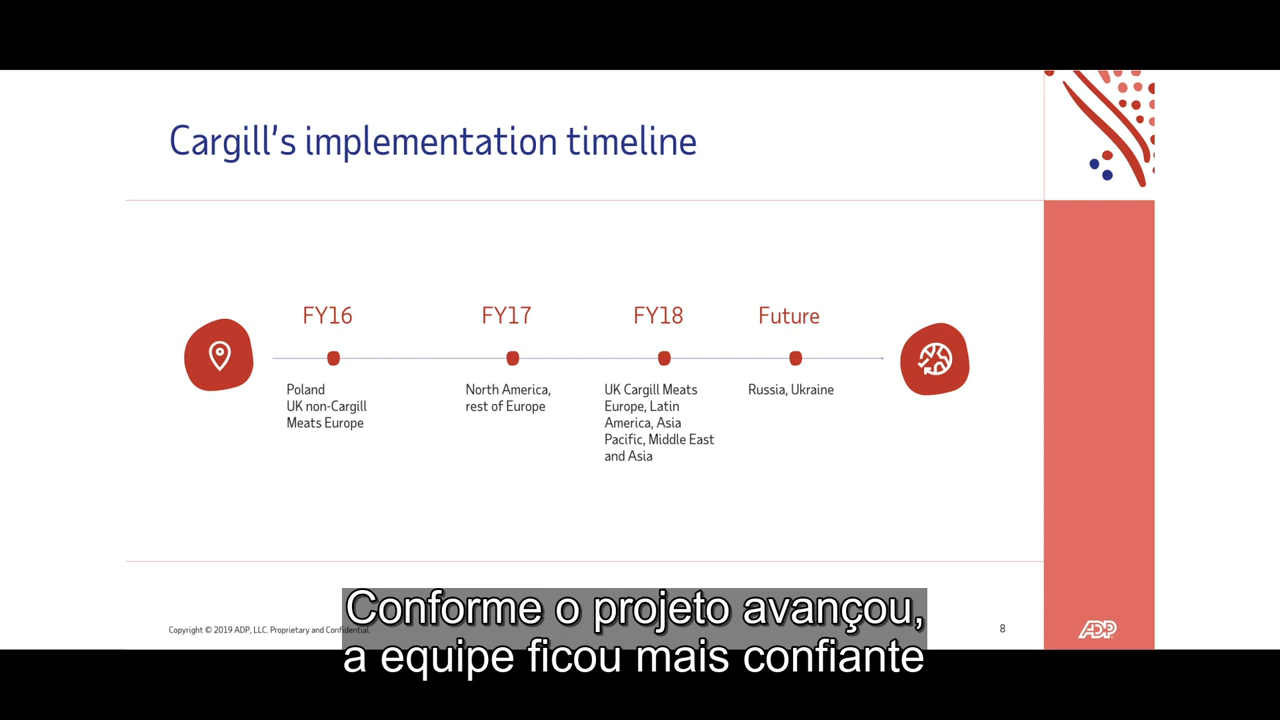 Cargill's implementation timeline
FY16
FY17
FY18
Future
Poland
UK non-Cargill
Meats Europe
North America,
rest of Europe
UK Cargill Meats
Europe, Latin
America, Asia
Pacific, Middle East
and Asia
Russia, Ukraine
Copyright © 2019 ADP, LLC. Proprietary and Confidential.
8
ADP
Conforme o projeto avançou,
a equipe ficou mais confiante